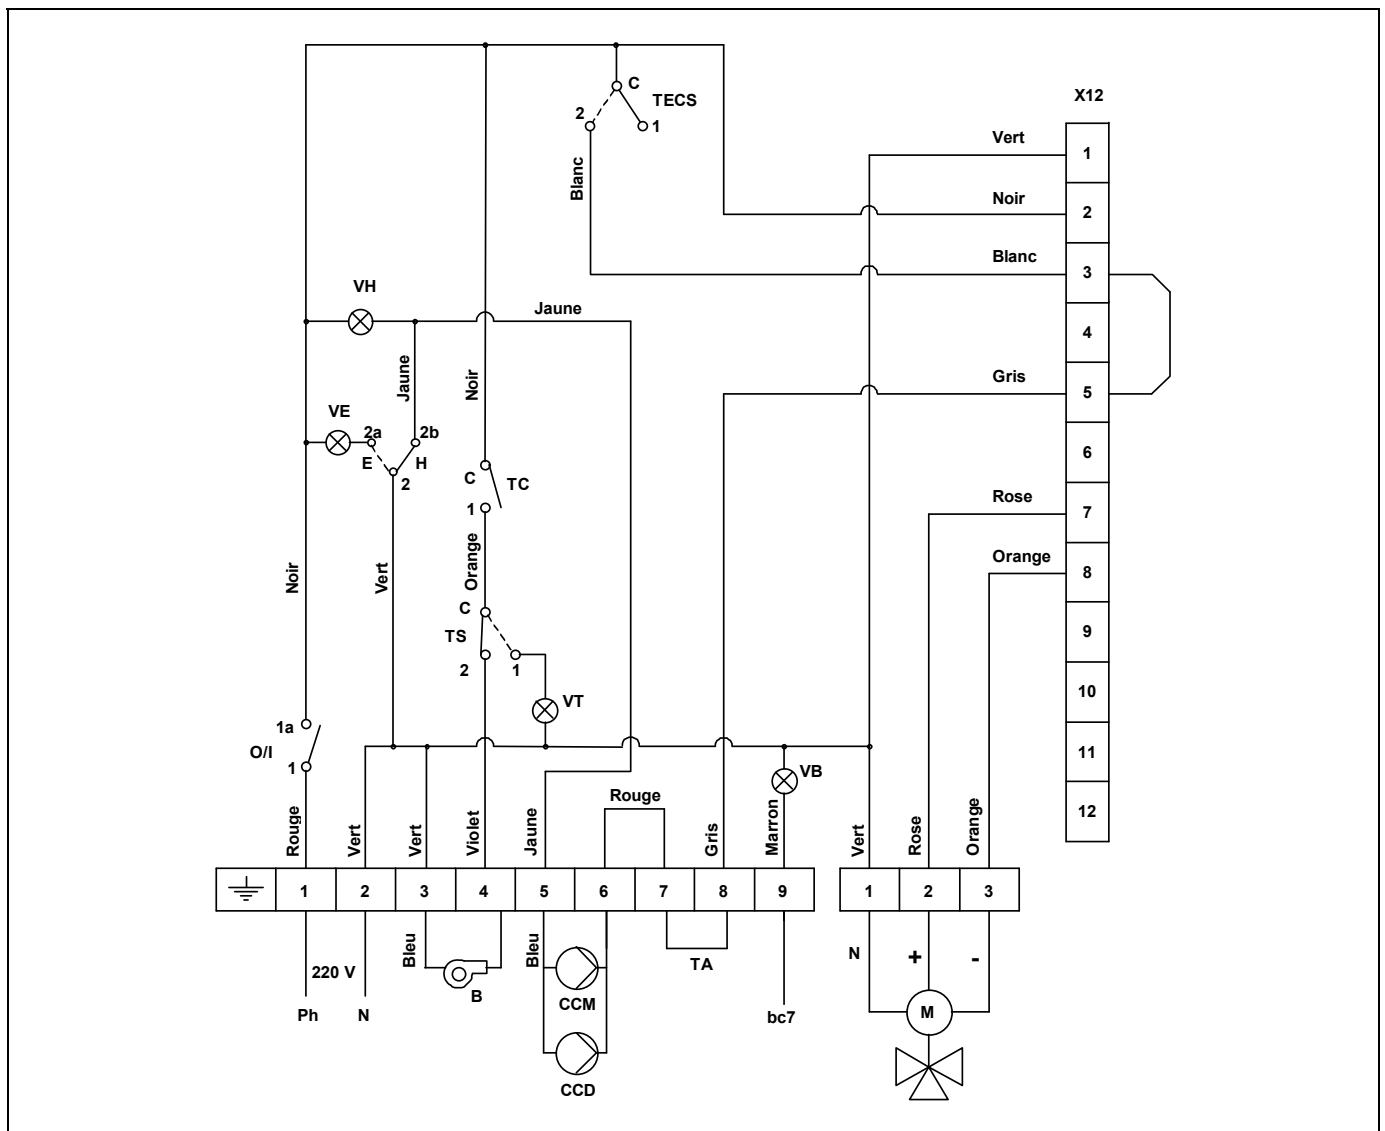 C
TECS
2
1
X12
Blanc
Vert
1
Noir
2
Blanc
3
VH
Jaune
4
Jaune
Noir
Gris
5
VE
2a
2b
E
H
2
6
C
TC
1
Rose
7
Noir
Vert
Orange
Orange
8
C
TS
2
1
9
VT
10
1a
O/I
1
11
VB
12
Rouge
Rouge
Vert
Vert
Violet
Jaune
Gris
Marron
Vert
Rose
Orange
1
2
3
4
5
6
7
8
9
1
2
3
220 V
Ph
N
Bleu
B
Bleu
CCM
CCD
TA
bc7
N
+
-
M